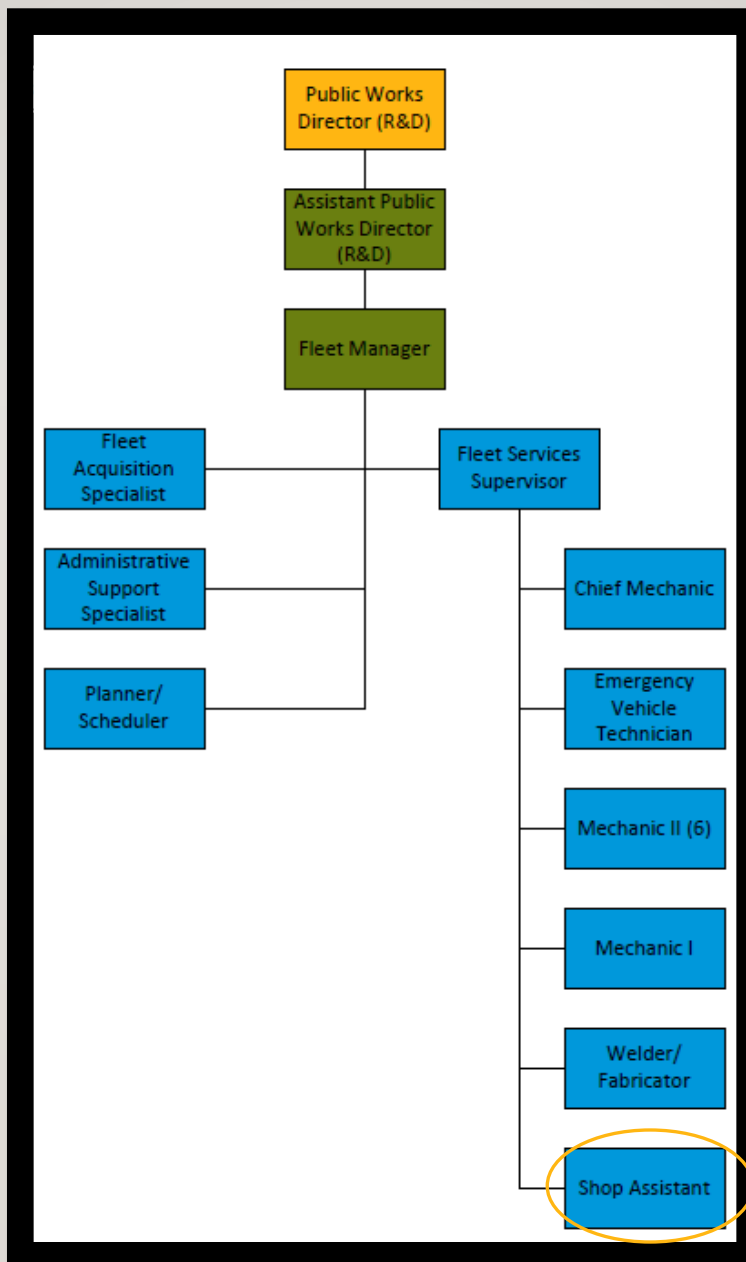 Public Works
Director (R&D)
Assistant Public
Works Director
(R&D)
Fleet Manager
Fleet
Acquisition
Specialist
Fleet Services
Supervisor
Administrative
Support
Specialist
Chief Mechanic
Planner/
Scheduler
Emergency
Vehicle
Technician
Mechanic II (6)
Mechanic I
Welder/
Fabricator
Shop Assistant